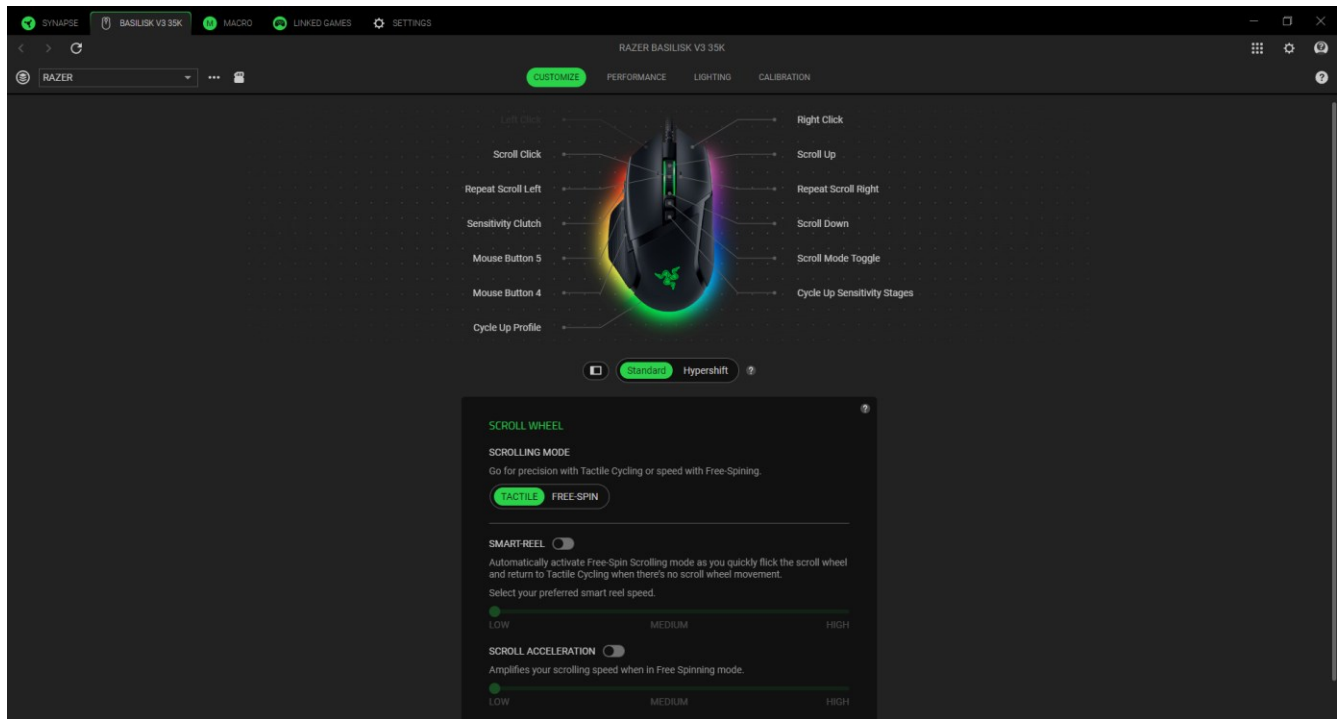 SYNAPSE BASILISK V3 35K MACRO LINKED GAMES SETTINGS
RAZER BASILISK V3 35K
RAZER CUSTOMIZE PERFORMANCE LIGHTING CALIBRATION
Left Click Right Click
Scroll Click Scroll Up
Repeat Scroll Left Repeat Scroll Right
Sensitivity Clutch Scroll Down
Mouse Button 5 Scroll Mode Toggle
Mouse Button 4 Cycle Up Sensitivity Stages
Cycle Up Profile
Standard Hypershift
SCROLL WHEEL
SCROLLING MODE
Go for precision with Tactile Cycling or speed with Free-Spining.
TACTILE FREE-SPIN
SMART-REEL
Automatically activate Free-Spin Scrolling mode as you quickly flick the scroll wheel
and return to Tactile Cycling when there's no scroll wheel movement.
Select your preferred smart reel speed.
LOW MEDIUM HIGH
SCROLL ACCELERATION
Amplifies your scrolling speed when in Free Spinning mode.
LOW MEDIUM HIGH